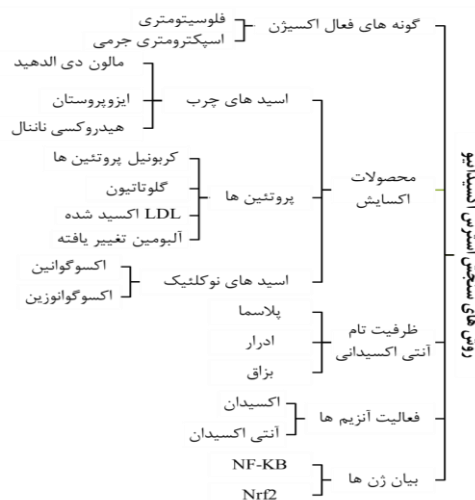 روش های سنجش استرس اکسیداتیو
گونه های فعال اکسیژن
فلوسیتومتری
اسپکترومتری جرمی
محصولات
اکسایش
اسید های چرب
مالون دی الدهید
ایزوپروستان
هیدروکسی ناننال
پروتئین ها
کربونیل پروتئین ها
گلوتاتیون
LDL اکسید شده
آلبومین تغییر یافته
اسید های نوکلئیک
اکسوگوانین
اکسوگوانوزین
ظرفیت تام
آنتی اکسیدانی
پلاسما
ادرار
بزاق
فعالیت آنزیم ها
اکسیدان
آنتی اکسیدان
بیان ژن ها
NF-KB
Nrf2